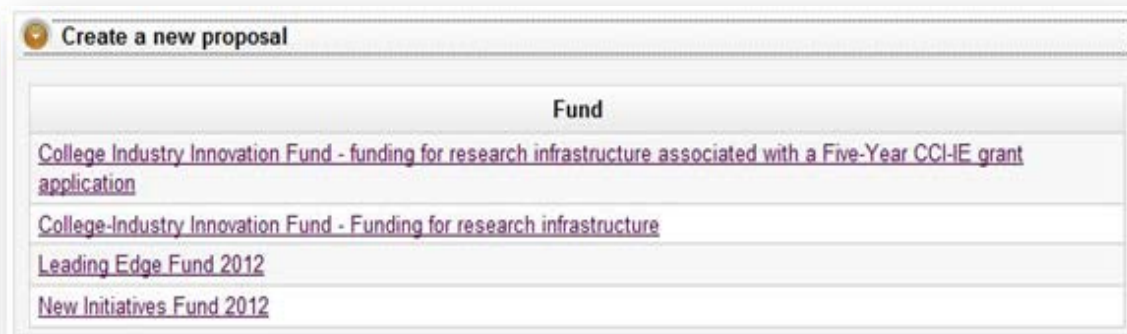 Create a new proposal
Fund
College Industry Innovation Fund - funding for research infrastructure associated with a Five-Year CCI-IE grant
application
College-Industry Innovation Fund - Funding for research infrastructure
Leading Edge Fund 2012
New Initiatives Fund 2012